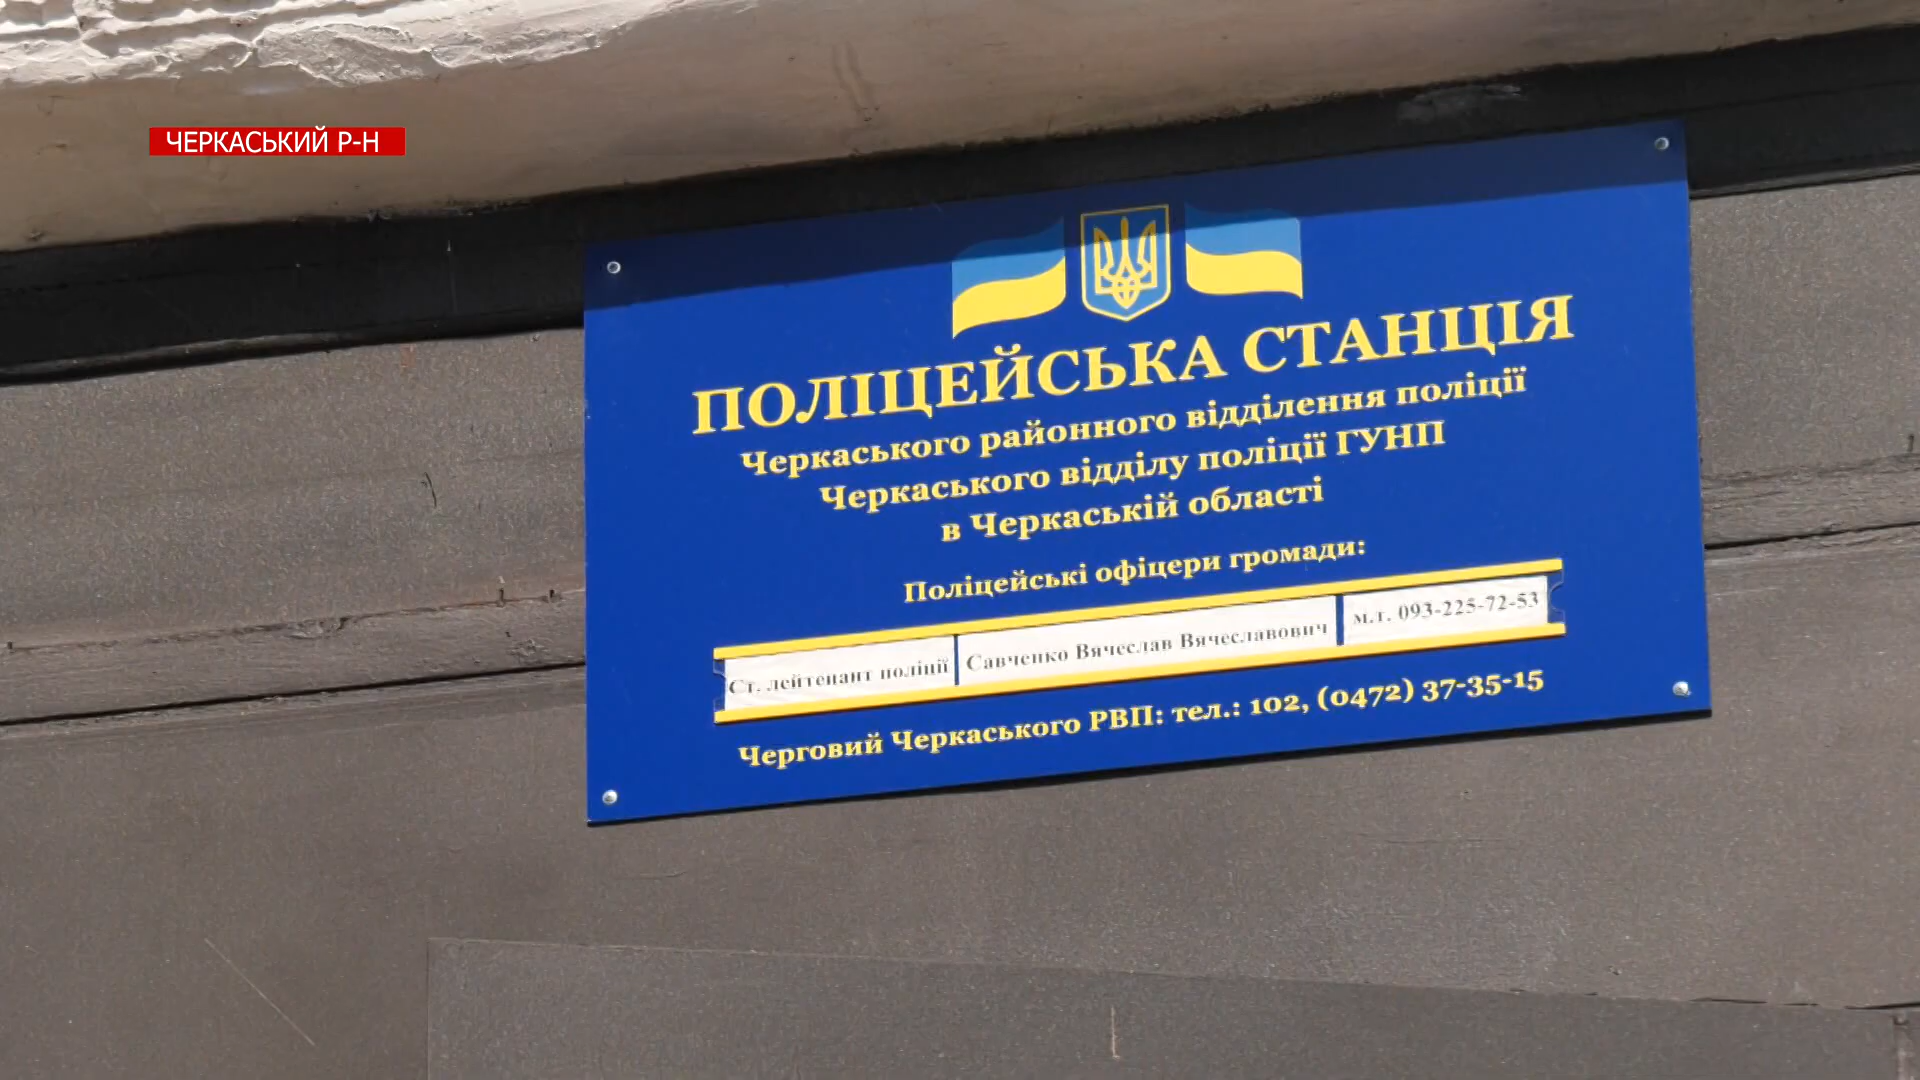 ЧЕРКАСЬКИЙ Р-Н
ПОЛІЦЕЙСЬКА СТАНЦІЯ
Черкаського районного відділення поліції
Черкаського відділу поліції ГУНП
в Черкаській області
Поліцейські офіцери громади:
Ст. лейтенант поліції Савченко Вячеслав Вячеславович м.т. 093-225-72-53
Черговий Черкаського РВП: тел.: 102, (0472) 37-35-15